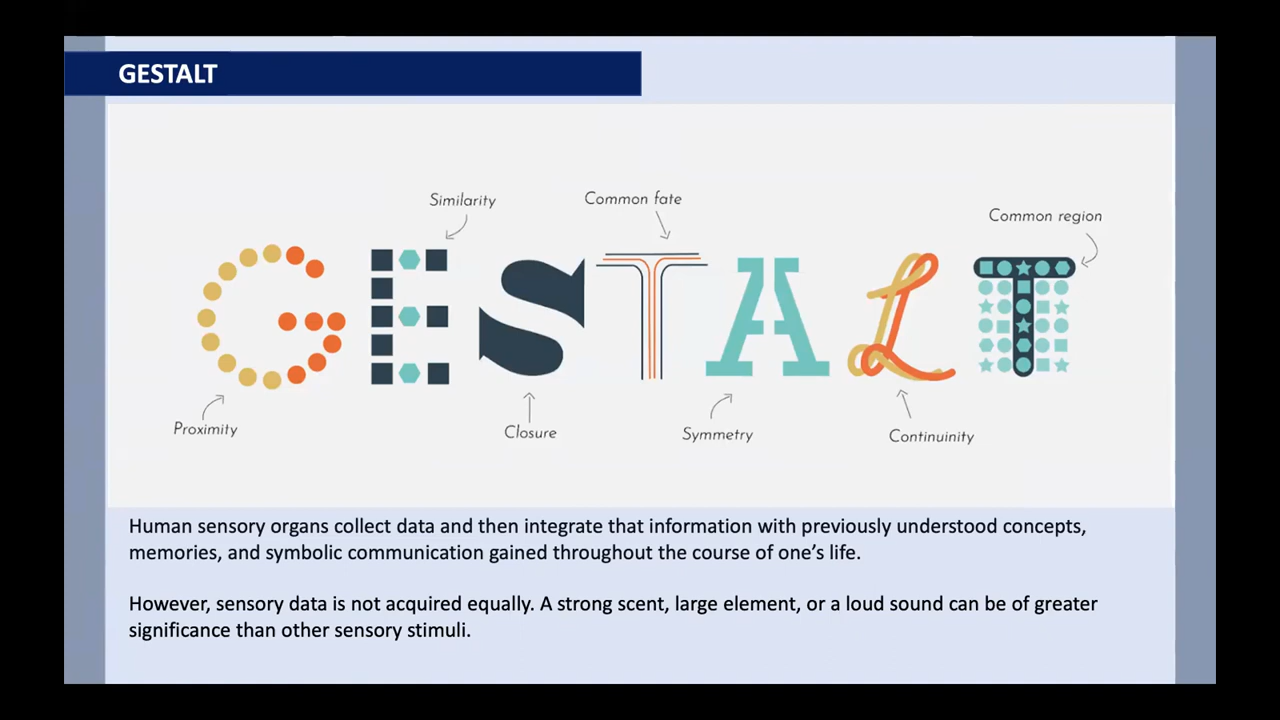 GESTALT
Similarity
Common fate
Common region
GESTALT
Proximity
Closure
Symmetry
Continuinity
Human sensory organs collect data and then integrate that information with previously understood concepts,
memories, and symbolic communication gained throughout the course of one’s life.
However, sensory data is not acquired equally. A strong scent, large element, or a loud sound can be of greater
significance than other sensory stimuli.